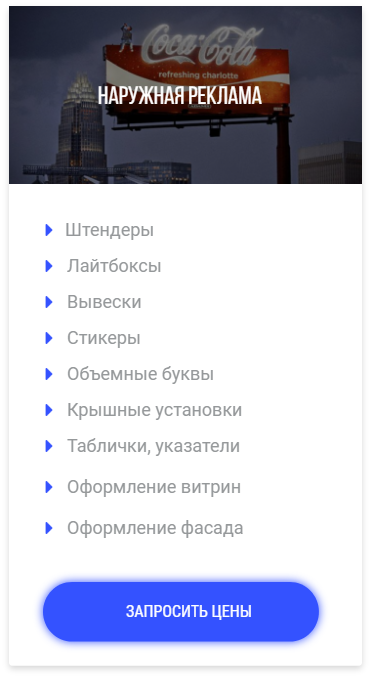 Coca-Cola
refreshing charlotte
НАРУЖНАЯ РЕКЛАМА
Штендеры
Лайтбоксы
Вывески
Стикеры
Объемные буквы
Крышные установки
Таблички, указатели
Оформление витрин
Оформление фасада
ЗАПРОСИТЬ ЦЕНЫ